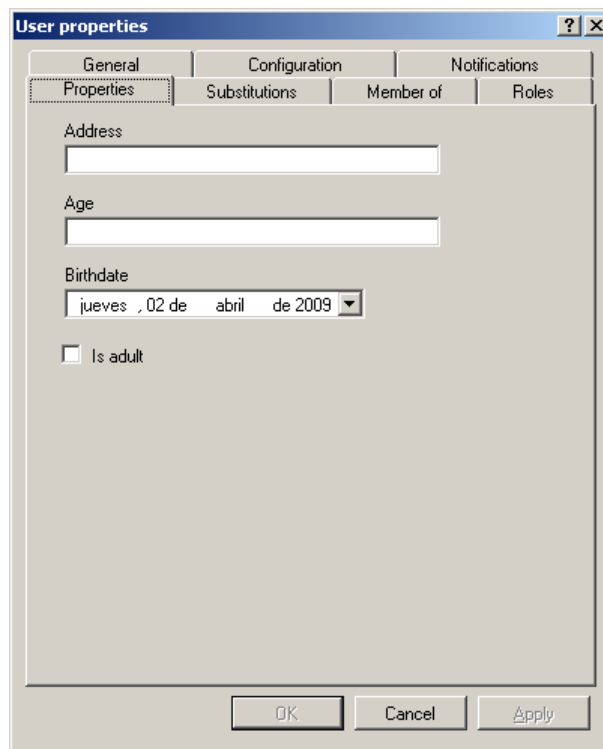 User properties
General Configuration Notifications
Properties Substitutions Member of Roles
Address
Age
Birthdate
jueves , 02 de abril de 2009
Is adult
OK Cancel Apply